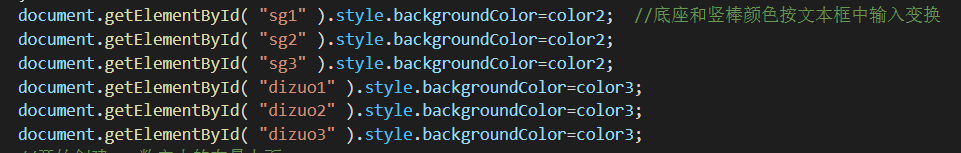 document.getElementById( "sg1" ).style.backgroundColor=color2;  //底座和竖棒颜色按文本框中输入变换
document.getElementById( "sg2" ).style.backgroundColor=color2;
document.getElementById( "sg3" ).style.backgroundColor=color2;
document.getElementById( "dizuo1" ).style.backgroundColor=color3;
document.getElementById( "dizuo2" ).style.backgroundColor=color3;
document.getElementById( "dizuo3" ).style.backgroundColor=color3;